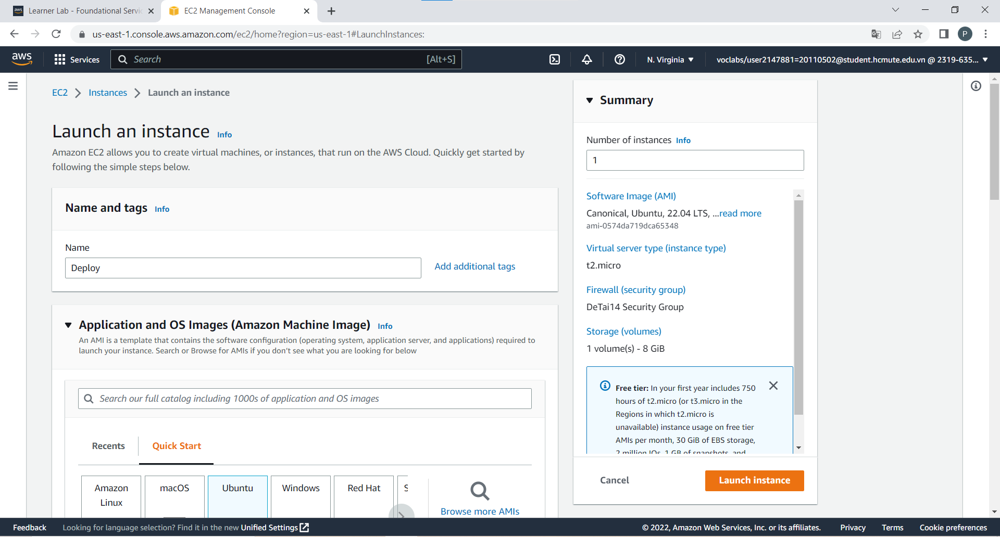 Learner Lab - Foundational Servic
EC2 Management Console
us-east-1.console.aws.amazon.com/ec2/home?region=us-east-1#LaunchInstances:
P
aws
Services
Search
[Alt+S]
N. Virginia
voclabs/user2147881=20110502@student.hcmute.edu.vn @ 2319-635...
EC2
Instances
Launch an instance
Launch an instance Info
Amazon EC2 allows you to create virtual machines, or instances, that run on the AWS Cloud. Quickly get started by
following the simple steps below.
Name and tags Info
Name
Deploy
Add additional tags
Application and OS Images (Amazon Machine Image) Info
An AMI is a template that contains the software configuration (operating system, application server, and applications) required to
launch your instance. Search or Browse for AMIs if you don't see what you are looking for below
Search our full catalog including 1000s of application and OS images
Recents
Quick Start
Amazon
Linux
macOS
Ubuntu
Windows
Red Hat
S
Browse more AMIs
Summary
Number of instances Info
1
Software Image (AMI)
Canonical, Ubuntu, 22.04 LTS, ...read more
ami-0574da719dca65348
Virtual server type (instance type)
t2.micro
Firewall (security group)
DeTai14 Security Group
Storage (volumes)
1 volume(s) - 8 GiB
Free tier: In your first year includes 750
hours of t2.micro (or t3.micro in the
Regions in which t2.micro is
unavailable) instance usage on free tier
AMIs per month, 30 GiB of EBS storage,
2 million IOs, 1 GB of snapshots, and
Cancel
Launch instance
Feedback
Looking for language selection? Find it in the new Unified Settings
© 2022, Amazon Web Services, Inc. or its affiliates.
Privacy
Terms
Cookie preferences